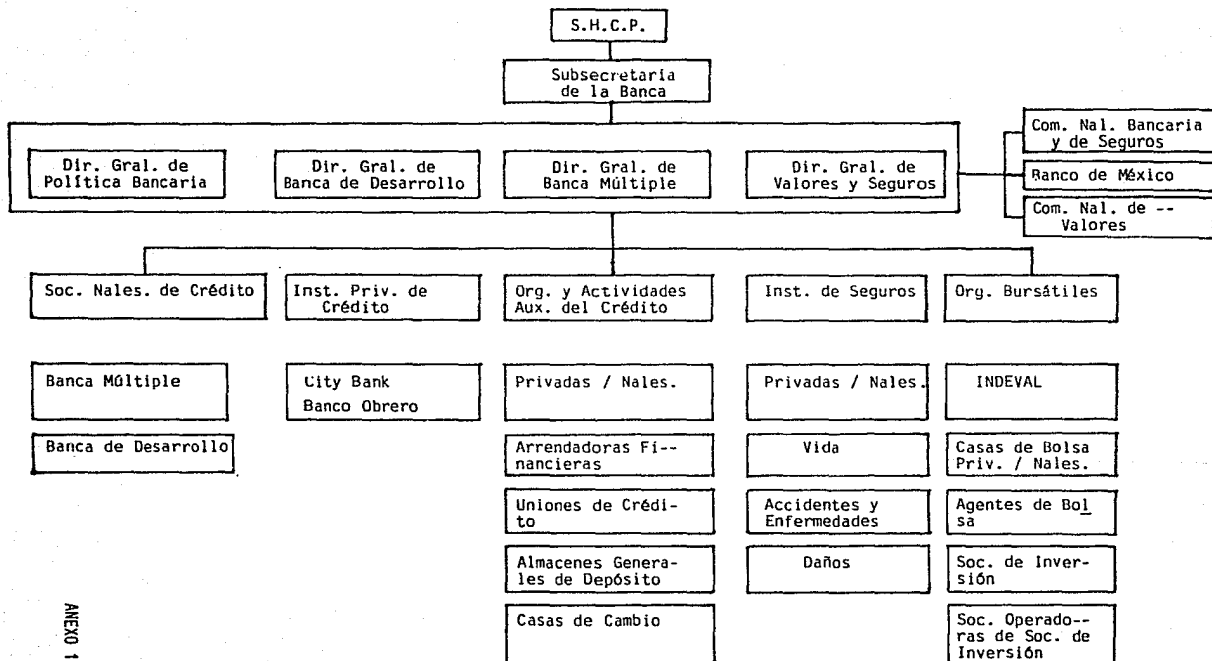 S.H.C.P.
Subsecretaria
de la Banca
Dir. Gral. de
Política Bancaria
Dir. Gral. de
Banca de Desarrollo
Dir. Gral. de
Banca Múltiple
Dir. Gral. de
Valores y Seguros
Com. Nal. Bancaria
y de Seguros
Banco de México
Com. Nal. de --
Valores
Soc. Nales. de Crédito
Inst. Priv. de
Crédito
Org. y Actividades
Aux. del Crédito
Inst. de Seguros
Org. Bursátiles
Banca Múltiple
Banca de Desarrollo
City Bank
Banco Obrero
Privadas / Nales.
Arrendadoras Fi--
nancieras
Uniones de Crédi-
to
Almacenes Genera-
les de Depósito
Casas de Cambio
Privadas / Nales.
Vida
Accidentes y
Enfermedades
Daños
INDEVAL
Casas de Bolsa
Priv. / Nales.
Agentes de Bol
sa
Soc. de Inver-
sión
Soc. Operado--
ras de Soc. de
Inversión
ANEXO 1